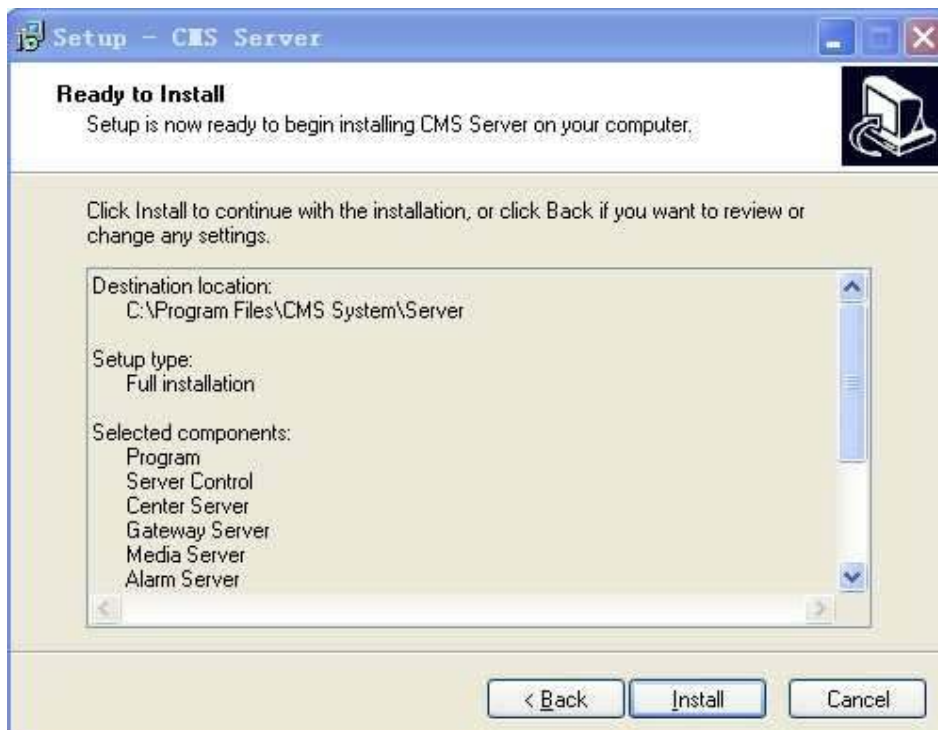 Setup - CMS Server
Ready to Install
Setup is now ready to begin installing CMS Server on your computer.
Click Install to continue with the installation, or click Back if you want to review or
change any settings.
Destination location:
C:\Program Files\CMS System\Server
Setup type:
Full installation
Selected components:
Program
Server Control
Center Server
Gateway Server
Media Server
Alarm Server
< Back
Install
Cancel